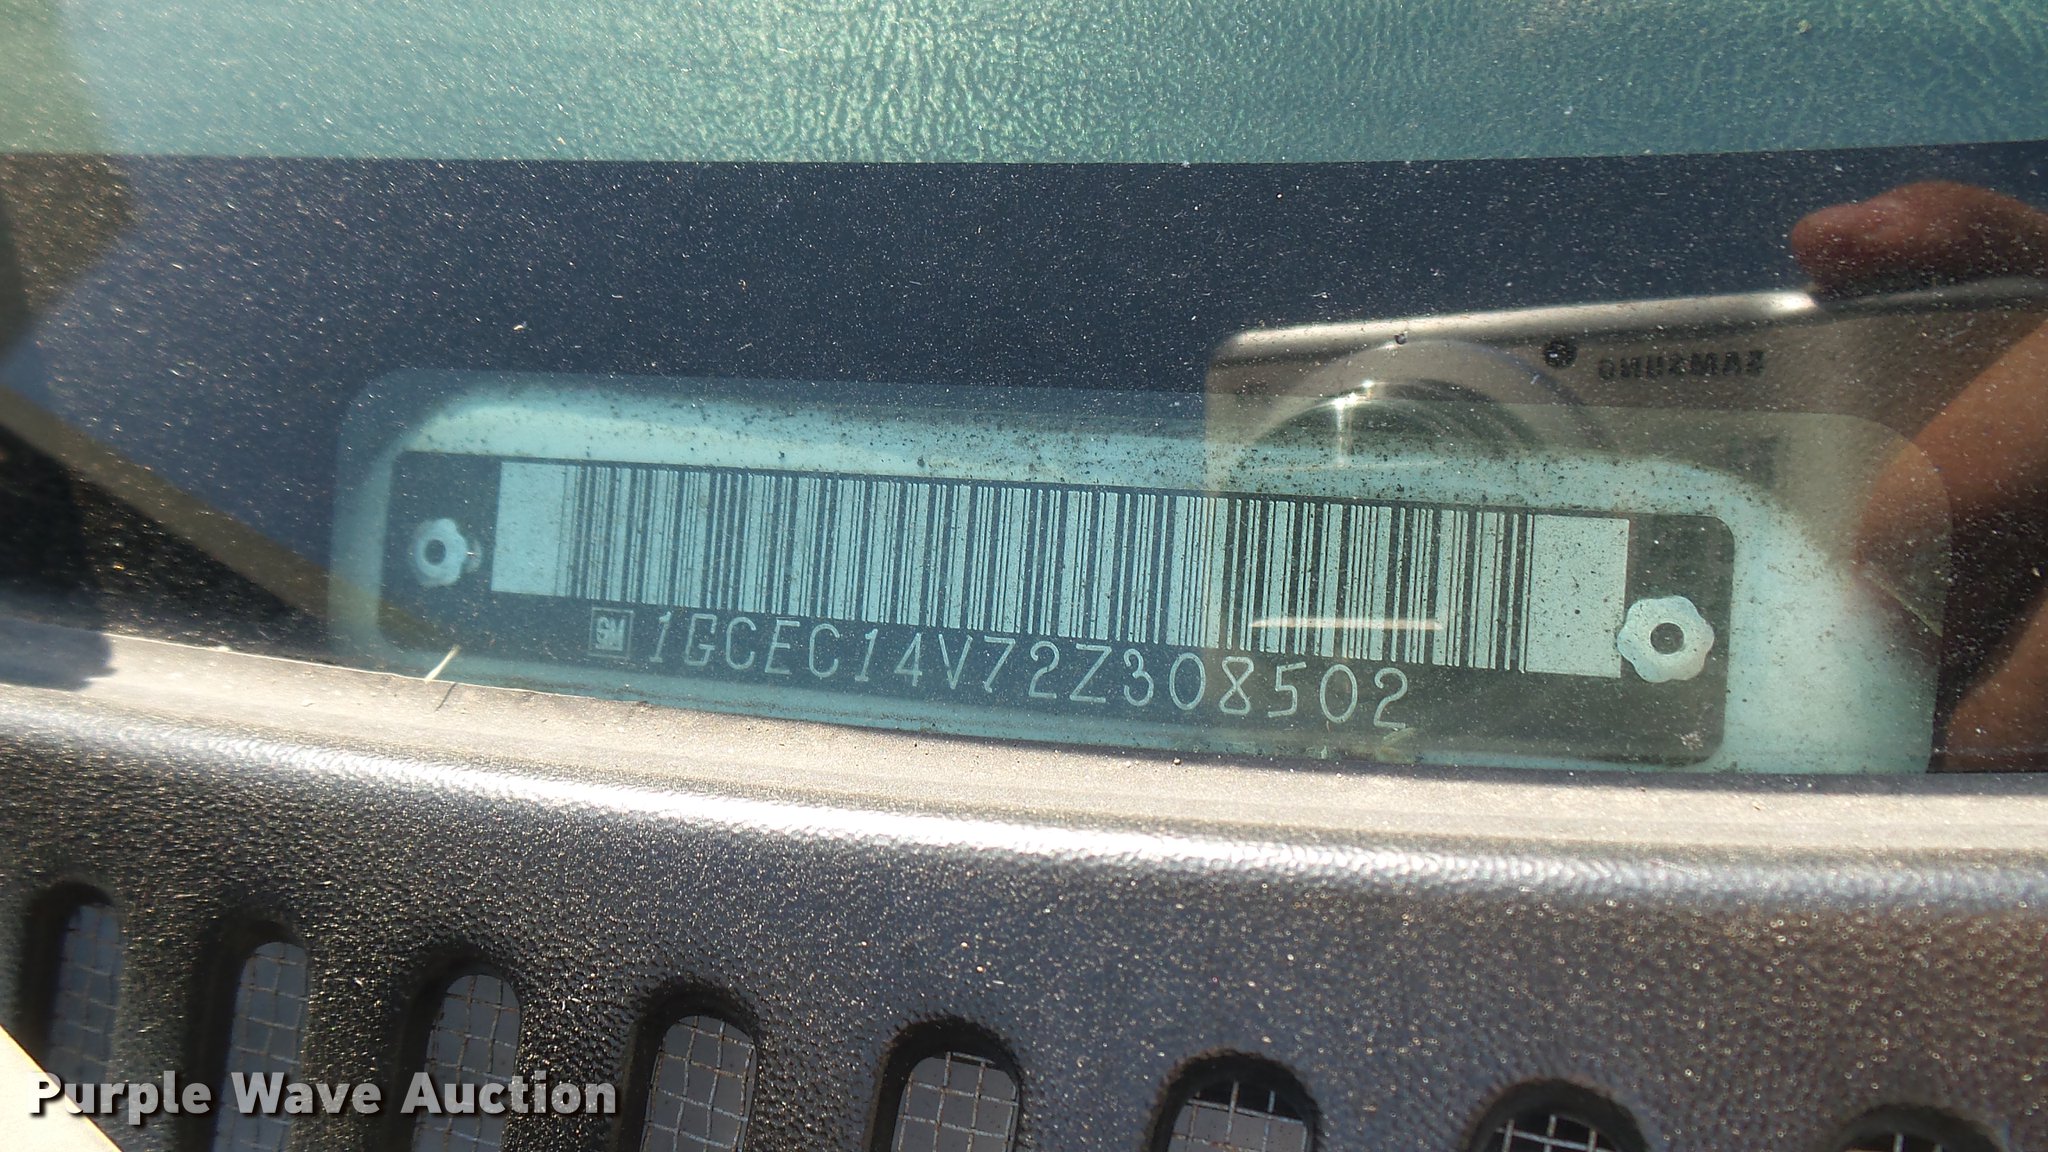 SAMSUNG
GM 1GCEC14V72Z308502
Purple Wave Auction